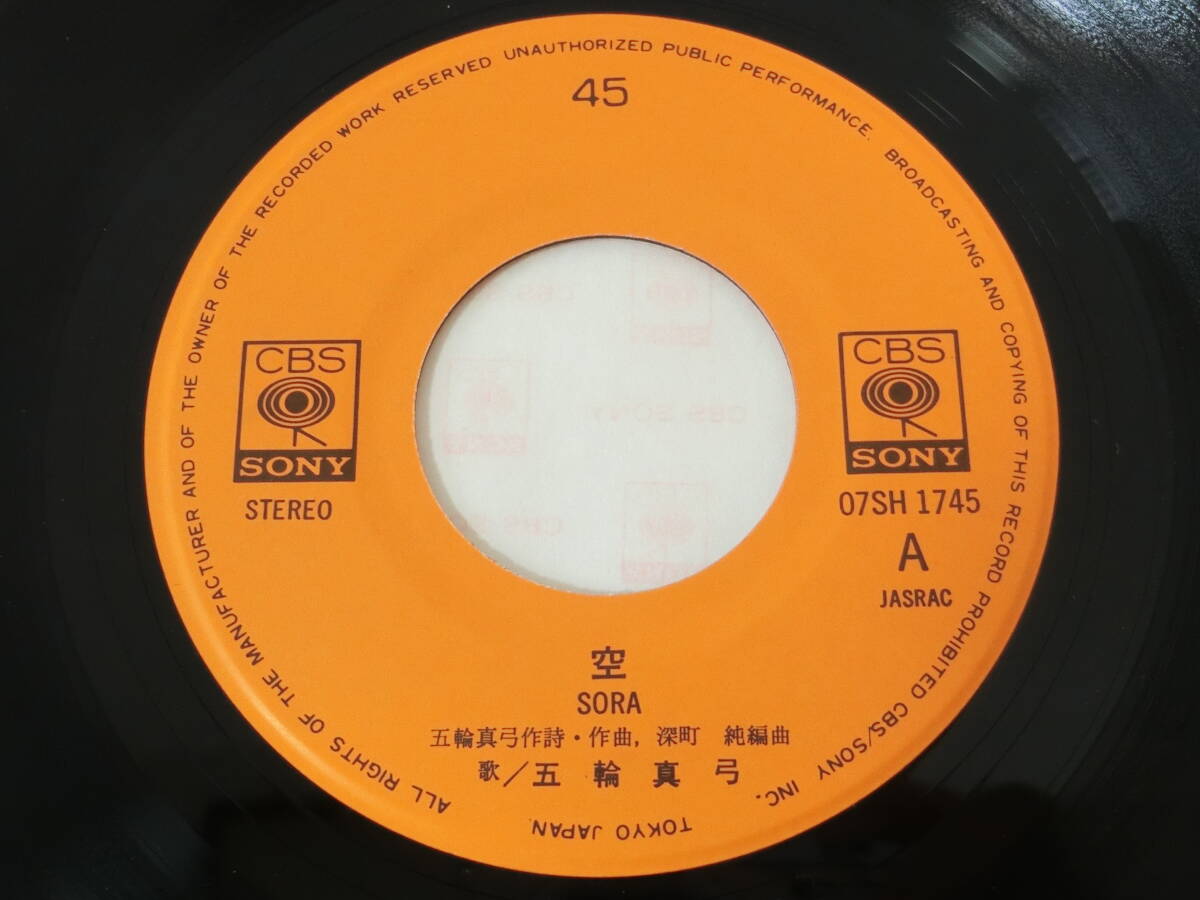 45
ALL RIGHTS OF THE MANUFACTURER AND OF THE OWNER OF THE RECORDED WORK RESERVED UNAUTHORIZED PUBLIC PERFORMANCE. BROADCASTING AND COPYING OF THIS RECORD PROHIBITED CBS/SONY INC.
TOKYO JAPAN
CBS
SONY
STEREO
CBS
SONY
07SH 1745
A
JASRAC
空
SORA
五輪真弓作詩・作曲, 深町 純編曲
歌/五輪真弓